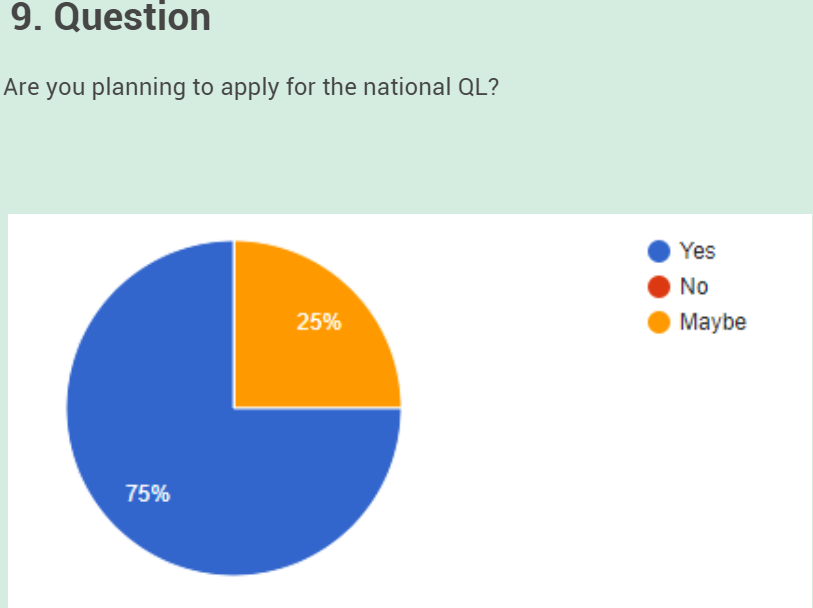 9. Question
Are you planning to apply for the national QL?
Yes
No
Maybe
25%
75%